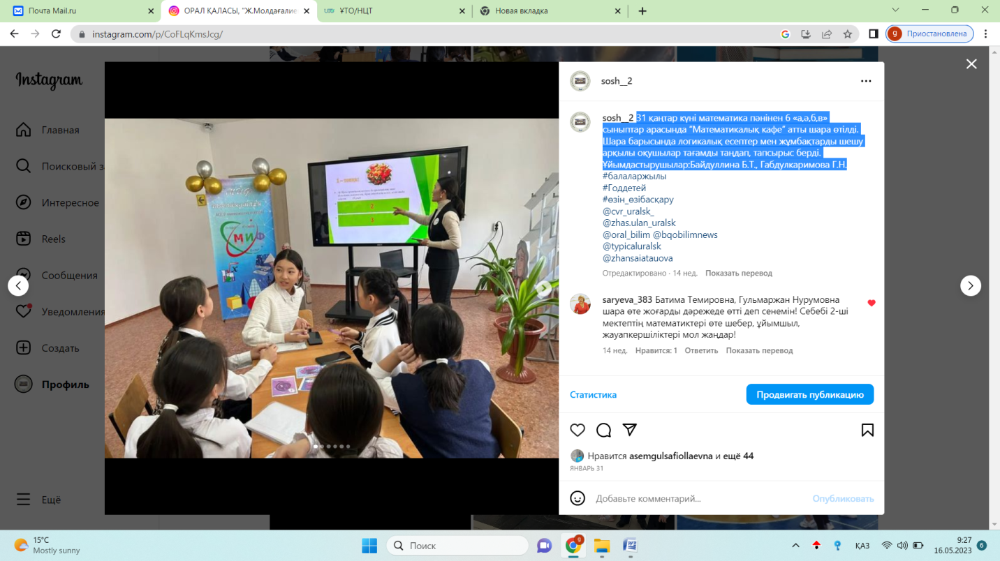 Почта Mail.ru
ОРАЛ ҚАЛАСЫ, "Ж.Молдағалие
ҰТО/НЦТ
Новая вкладка
instagram.com/p/CoFLqKmsJcg/
Приостановлена
Instagram
Главная
Поисковый за
Интересное
Reels
Сообщения
Уведомления
Создать
Профиль
Ещё
МИФ
2
3
sosh__2
sosh__2 31 қаңтар күні математика пәнінен 6 «а,ә,б,в»
сыныптар арасында “Математикалық кафе” атты шара өтілді.
Шара барысында логикалық есептер мен жұмбақтарды шешу
арқылы оқушылар тағамды таңдап, тапсырыс берді.
Ұйымдастырушылар:Байдуллина Б.Т., Габдулкаримова Г.Н.
#балаларжылы
#Годдетей
#өзін_өзібасқару
@cvr_uralsk_
@zhas.ulan_uralsk
@oral_bilim @bqobilimnews
@typicaluralsk
@zhansaiatauova
Отредактировано · 14 нед. Показать перевод
saryeva_383 Батима Темировна, Гульмаржан Нурумовна
шара өте жоғарды дәрежеде өтті деп сенемін! Себебі 2-ші
мектептің математиктері өте шебер, ұйымшыл,
жауапкершіліктері мол жаңдар!
14 нед. Нравится: 1 Ответить Показать перевод
Статистика
Продвигать публикацию
Нравится asemgulsafiollaevna и ещё 44
ЯНВАРЬ 31
Добавьте комментарий...
Опубликовать
15°C
Mostly sunny
Поиск
ҚАЗ
9:27
16.05.2023
6